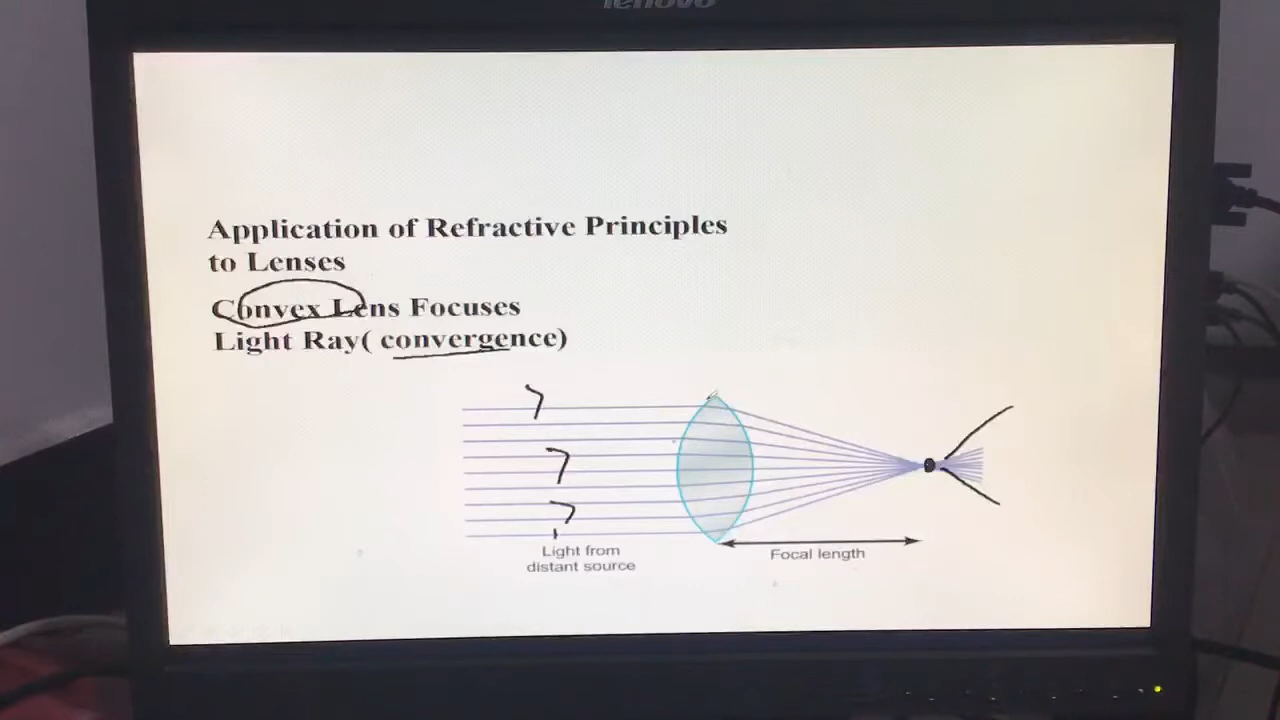 lenovo
Application of Refractive Principles
to Lenses
Convex Lens Focuses
Light Ray( convergence)
Light from
distant source
Focal length